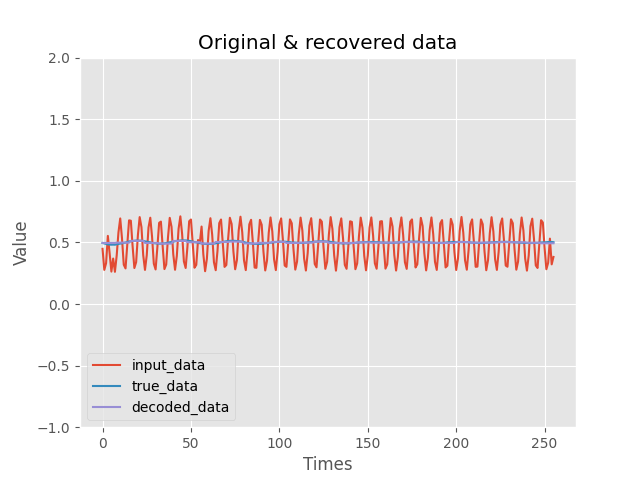 Original & recovered data
Value
2.0
1.5
1.0
0.5
0.0
−0.5
−1.0
input_data
true_data
decoded_data
0 50 100 150 200 250
Times